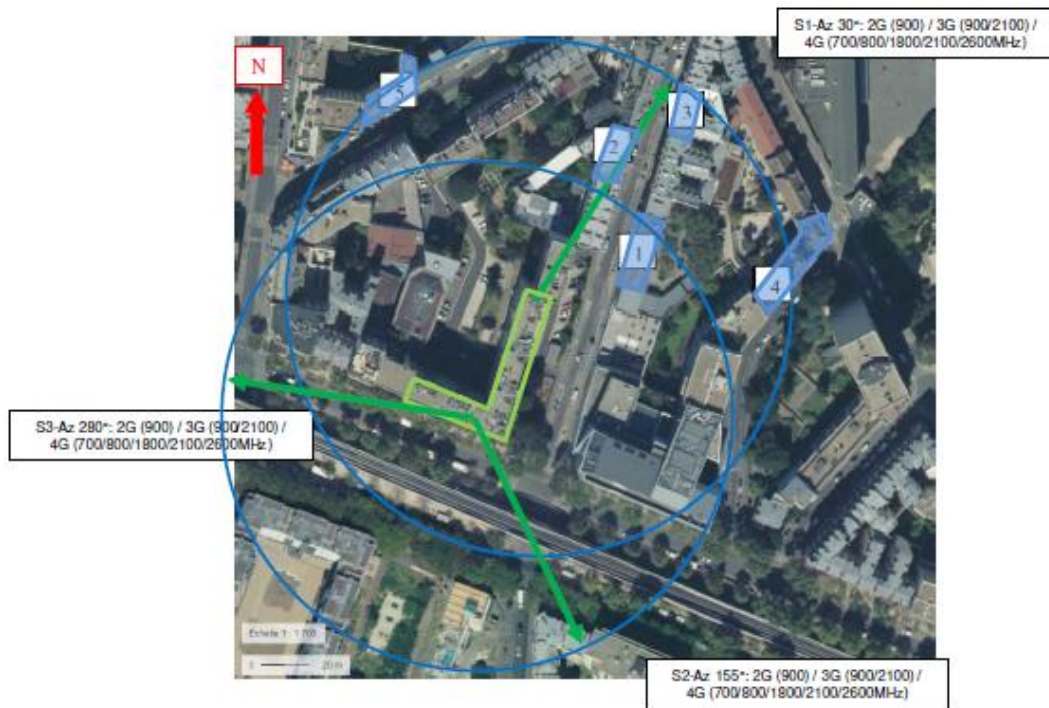 S1-Az 30°: 2G (900) / 3G (900/2100) /
4G (700/800/1800/2100/2600MHz)
N
5
3
2
1
4
S3-Az 280°: 2G (900) / 3G (900/2100) /
4G (700/800/1800/2100/2600MHz)
Echelle 1 : 1 700
0 20 m
S2-Az 155°: 2G (900) / 3G (900/2100) /
4G (700/800/1800/2100/2600MHz)